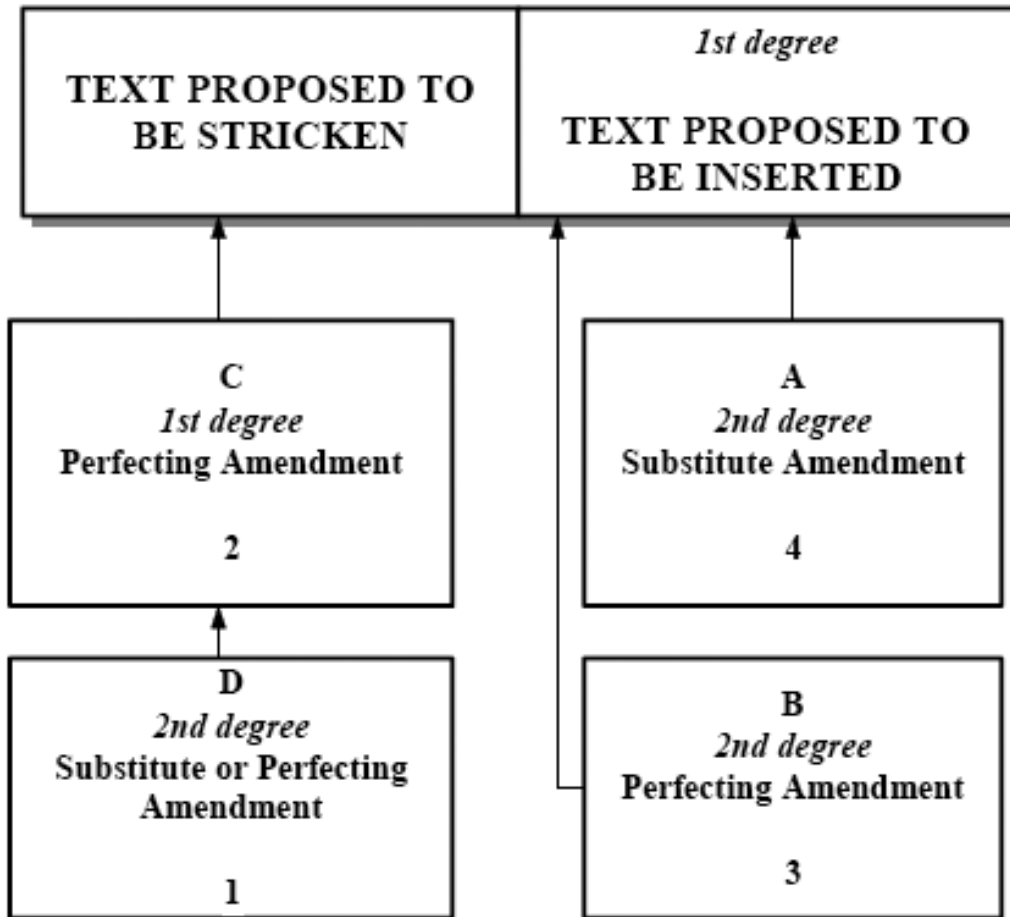 TEXT PROPOSED TO
BE STRICKEN
1st degree
TEXT PROPOSED TO
BE INSERTED
C
1st degree
Perfecting Amendment
2
A
2nd degree
Substitute Amendment
4
D
2nd degree
Substitute or Perfecting
Amendment
1
B
2nd degree
Perfecting Amendment
3